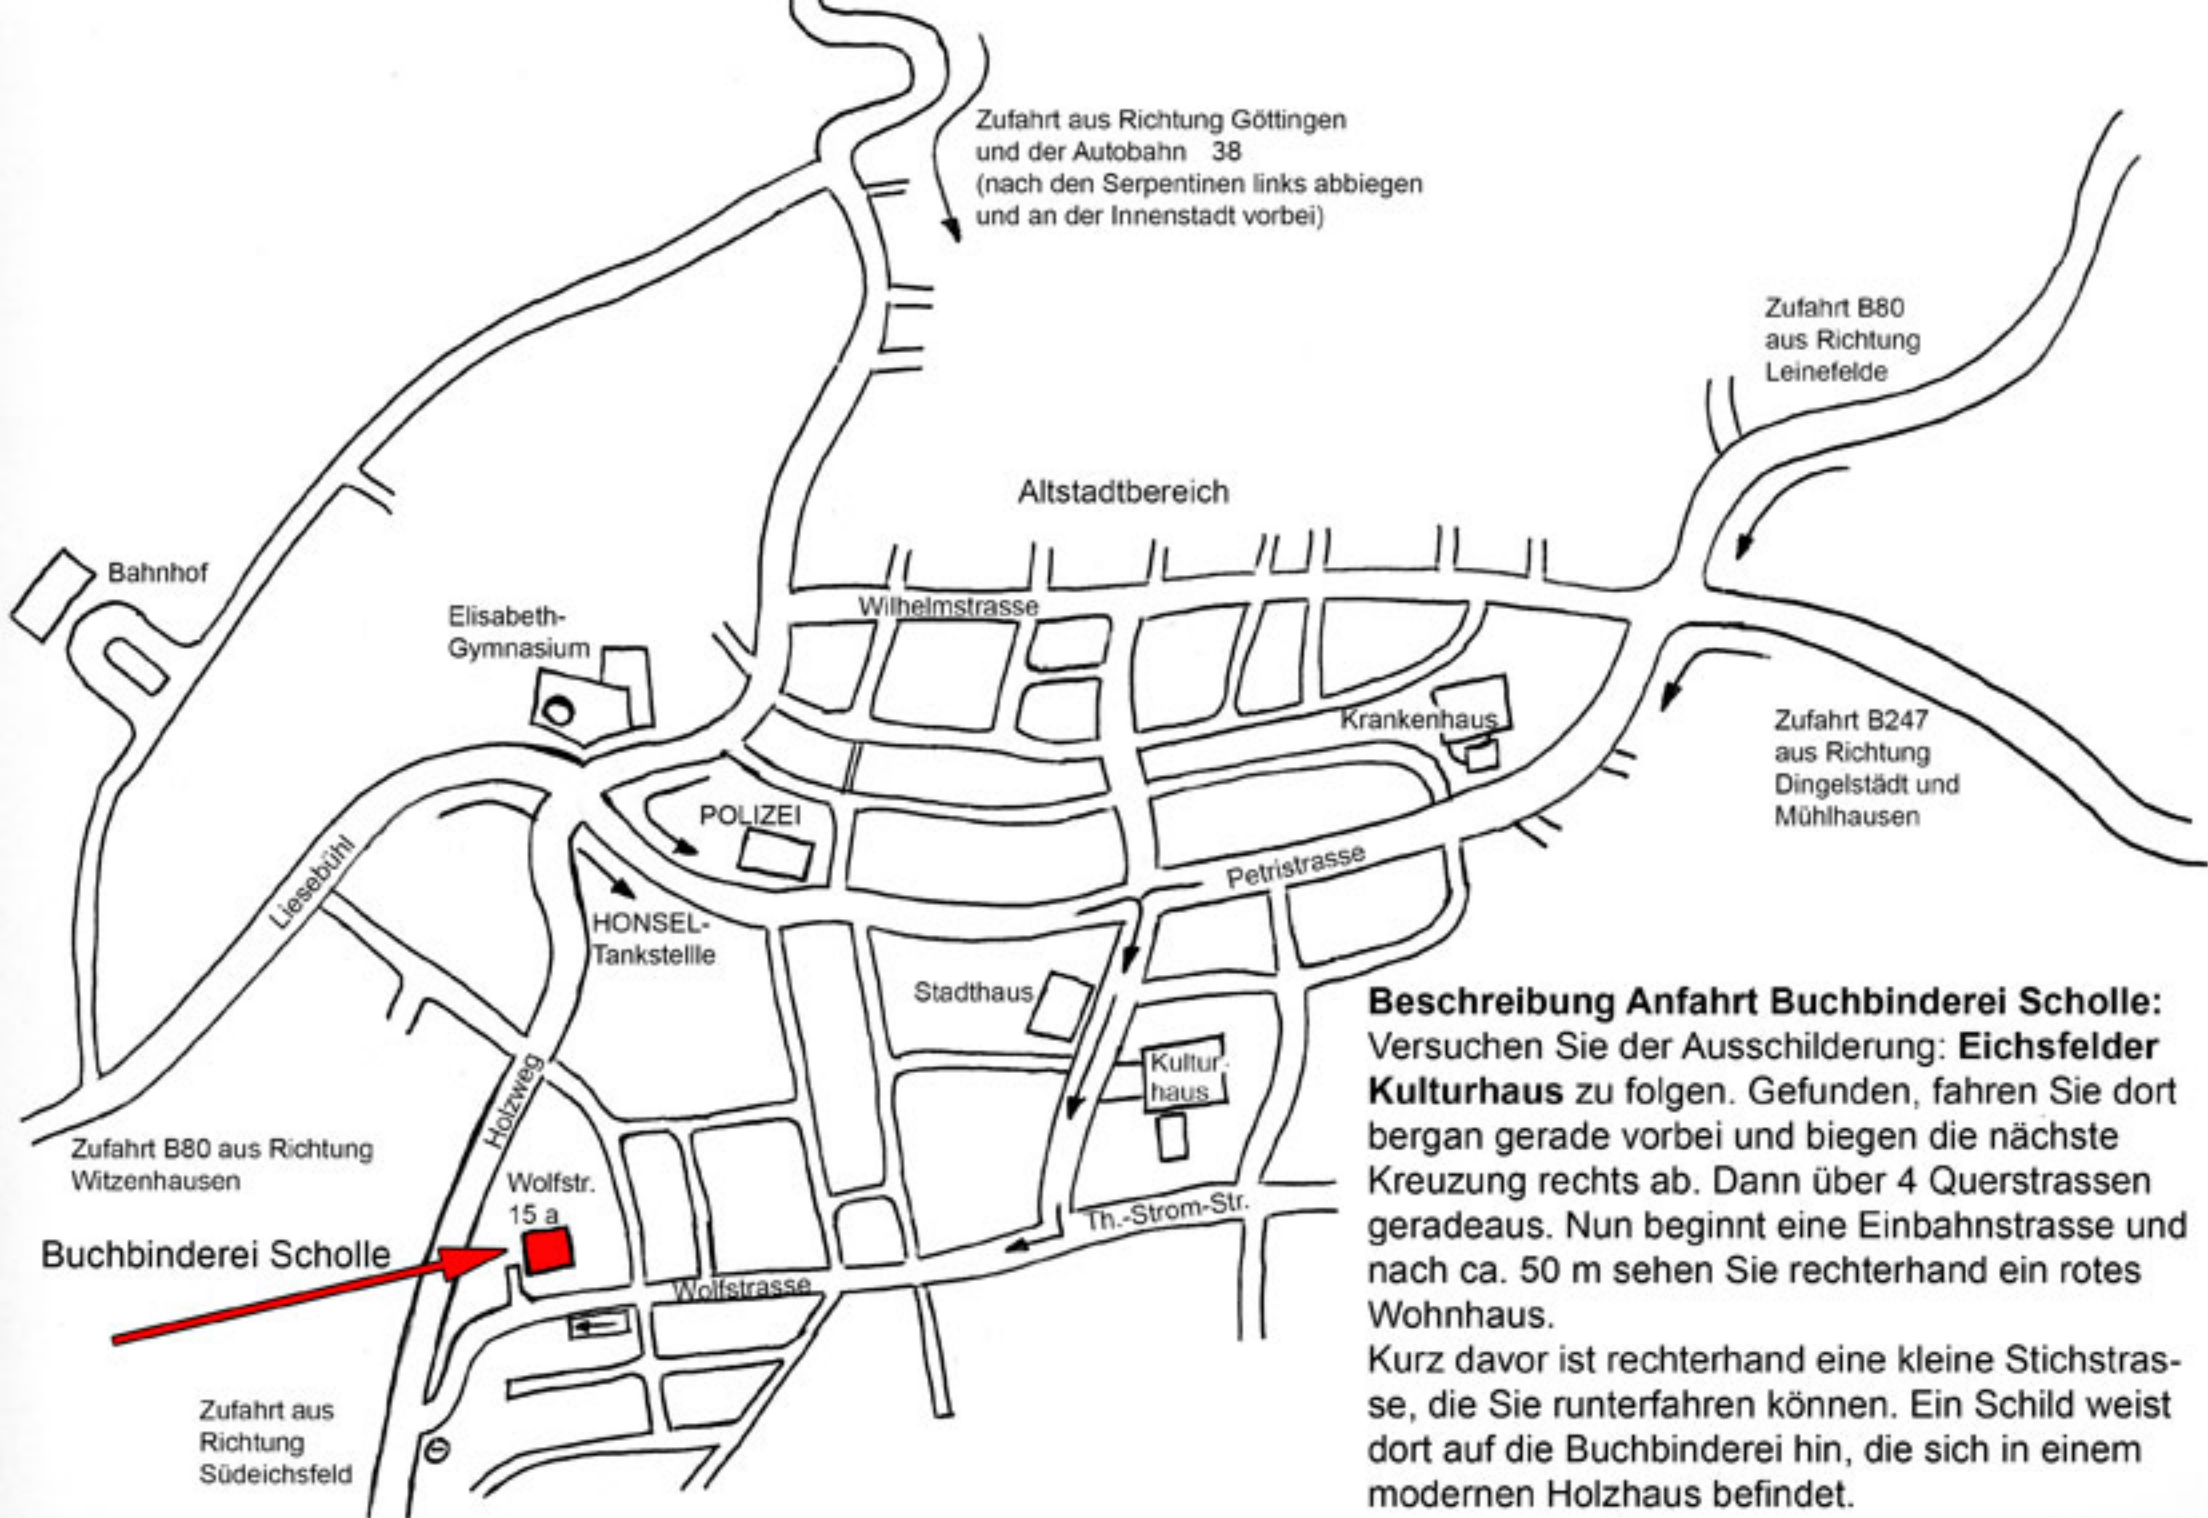 Zufahrt aus Richtung Göttingen
und der Autobahn 38
(nach den Serpentinen links abbiegen
und an der Innenstadt vorbei)
Zufahrt B80
aus Richtung
Leinefelde
Altstadtbereich
Bahnhof
Elisabeth-
Gymnasium
Wilhelmstrasse
Krankenhaus
Zufahrt B247
aus Richtung
Dingelstädt und
Mühlhausen
POLIZEI
Liesebühl
Petristrasse
HONSEL-
Tankstellle
Stadthaus
Kultur-
haus
Holzweg
Zufahrt B80 aus Richtung
Witzenhausen
Wolfstr.
15 a
Th.-Strom-Str.
Buchbinderei Scholle
Wolfstrasse
Zufahrt aus
Richtung
Südeichsfeld
Beschreibung Anfahrt Buchbinderei Scholle:
Versuchen Sie der Ausschilderung: Eichsfelder
Kulturhaus zu folgen. Gefunden, fahren Sie dort
bergan gerade vorbei und biegen die nächste
Kreuzung rechts ab. Dann über 4 Querstrassen
geradeaus. Nun beginnt eine Einbahnstrasse und
nach ca. 50 m sehen Sie rechterhand ein rotes
Wohnhaus.
Kurz davor ist rechterhand eine kleine Stichstras-
se, die Sie runterfahren können. Ein Schild weist
dort auf die Buchbinderei hin, die sich in einem
modernen Holzhaus befindet.